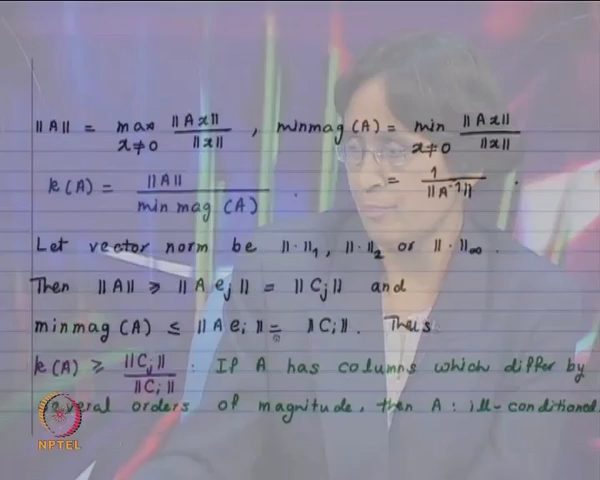 ||A|| = max x≠0 ||Ax|| / ||x|| , minmag (A) = min x≠0 ||Ax|| / ||x||
k(A) = ||A|| / min mag (A) . = 1 / ||A⁻¹|| .
Let vector norm be ||·||₁, ||·||₂ or ||·||∞ .
Then ||A|| ⩾ ||A eⱼ|| = ||Cⱼ|| and
minmag (A) ≤ ||A eᵢ|| = ||Cᵢ|| . Thus
k(A) ⩾ ||Cⱼ|| / ||Cᵢ|| : If A has columns which differ by
several orders of magnitude, then A : ill-conditioned.
NPTEL